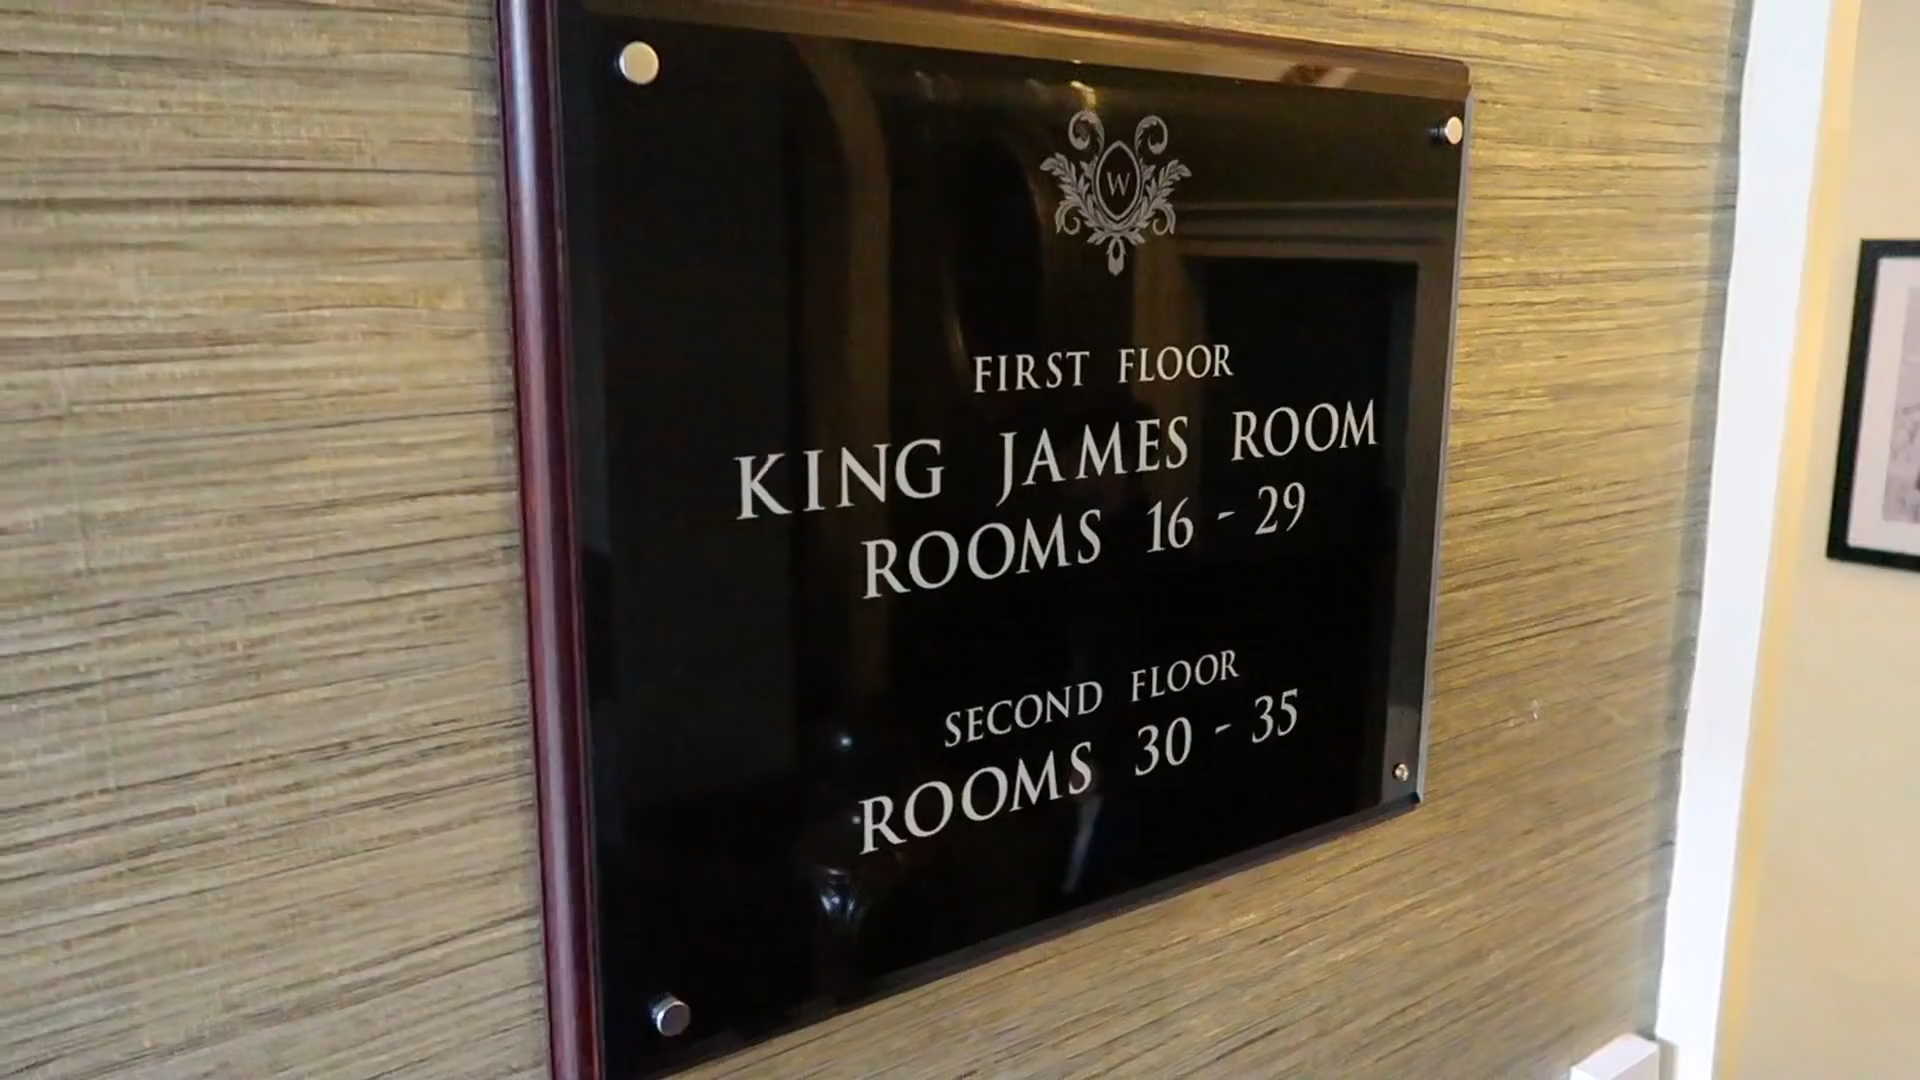 W
FIRST FLOOR
KING JAMES ROOM
ROOMS 16 - 29
SECOND FLOOR
ROOMS 30 - 35